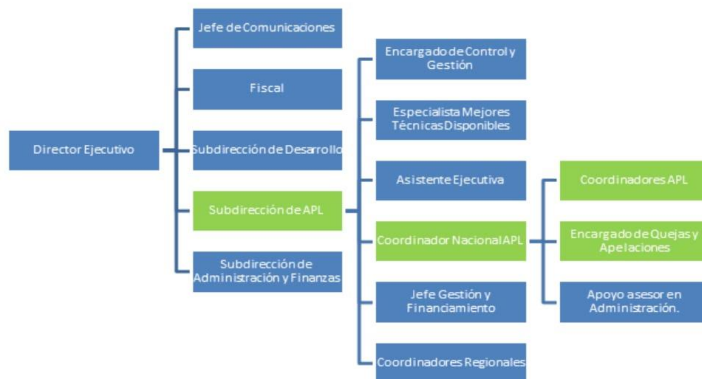 Director Ejecutivo
Jefe de Comunicaciones
Fiscal
Subdirección de Desarrollo
Subdirección de APL
Subdirección de
Administración y Finanzas
Encargado de Control y
Gestión
Especialista Mejores
Técnicas Disponibles
Asistente Ejecutiva
Coordinador Nacional APL
Jefe Gestión y
Financiamiento
Coordinadores Regionales
Coordinadores APL
Encargado de Quejas y
Apelaciones
Apoyo asesor en
Administración.